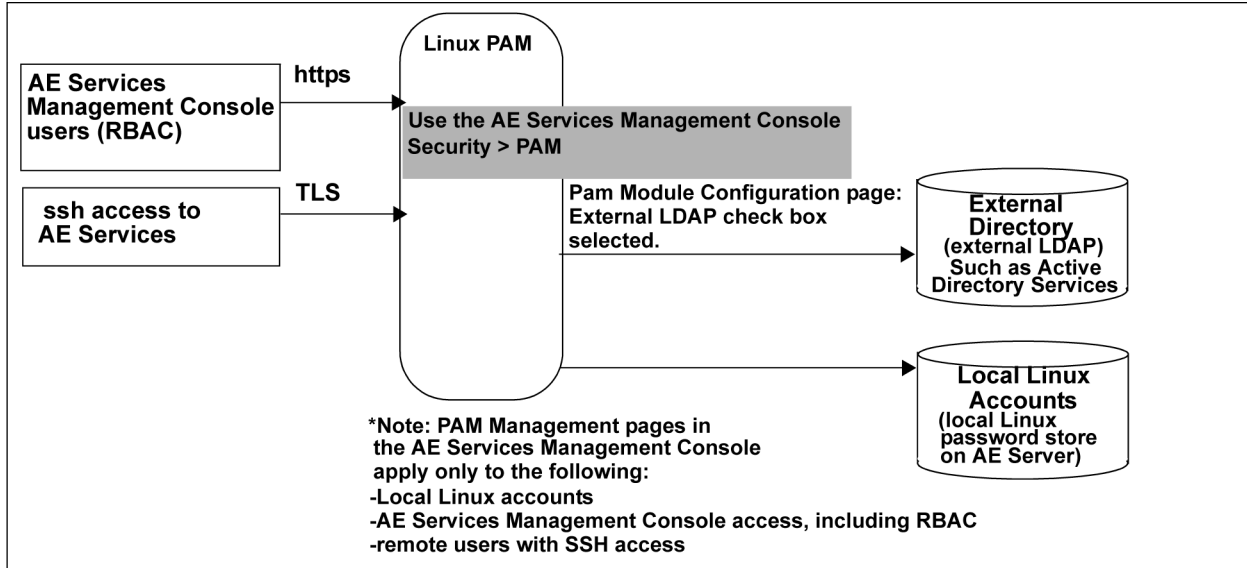 Linux PAM
AE Services
Management Console
users (RBAC)
https
Use the AE Services Management Console
Security > PAM
ssh access to
AE Services
TLS
Pam Module Configuration page:
External LDAP check box
selected.
External
Directory
(external LDAP)
Such as Active
Directory Services
Local Linux
Accounts
(local Linux
password store
on AE Server)
*Note: PAM Management pages in
the AE Services Management Console
apply only to the following:
-Local Linux accounts
-AE Services Management Console access, including RBAC
-remote users with SSH access